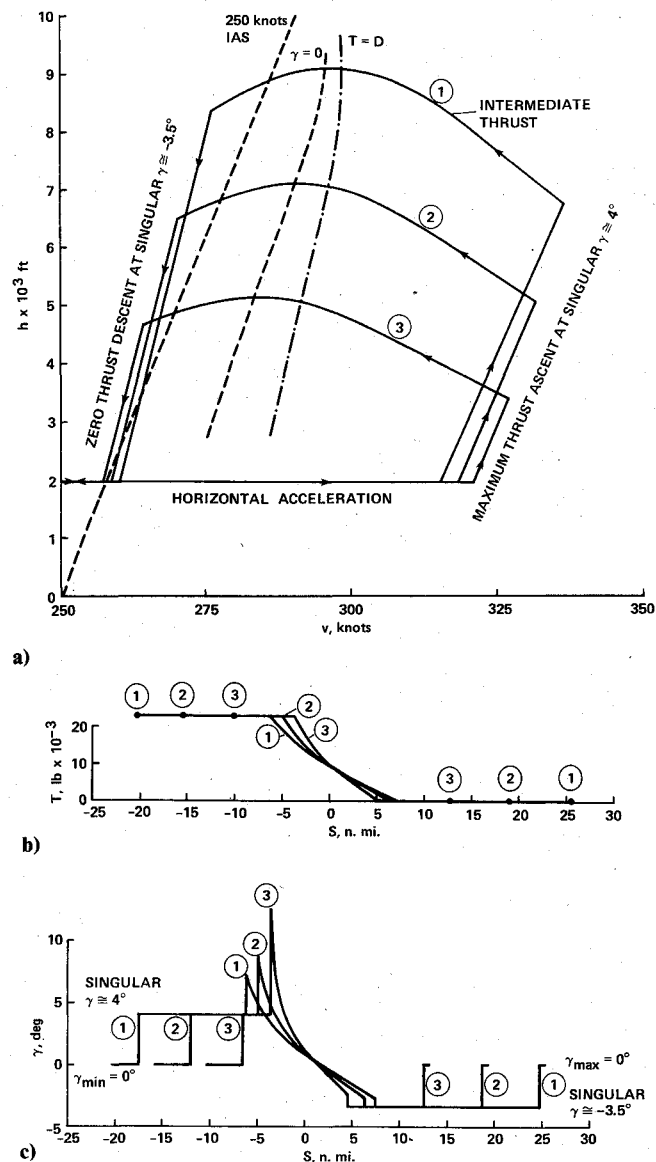 10
9
8
7
6
5
4
3
2
1
0
h × 10³ ft
250 knots
IAS
γ = 0
T = D
1
INTERMEDIATE
THRUST
2
3
ZERO THRUST DESCENT AT SINGULAR γ ≅ -3.5°
MAXIMUM THRUST ASCENT AT SINGULAR γ ≅ 4°
HORIZONTAL ACCELERATION
250 275 300 325 350
v, knots
a)
1 2 3
2
3
1
3 2 1
20
10
0
T, lb × 10⁻³
-25 -20 -15 -10 -5 0 5 10 15 20 25 30
S, n. mi.
b)
3
2
1
10
5
0
-5
γ, deg
SINGULAR
γ ≅ 4°
1 2 3
γmin = 0°
γmax = 0°
3 2 1
SINGULAR
γ ≅ -3.5°
-25 -20 -15 -10 -5 0 5 10 15 20 25 30
S, n. mi.
c)